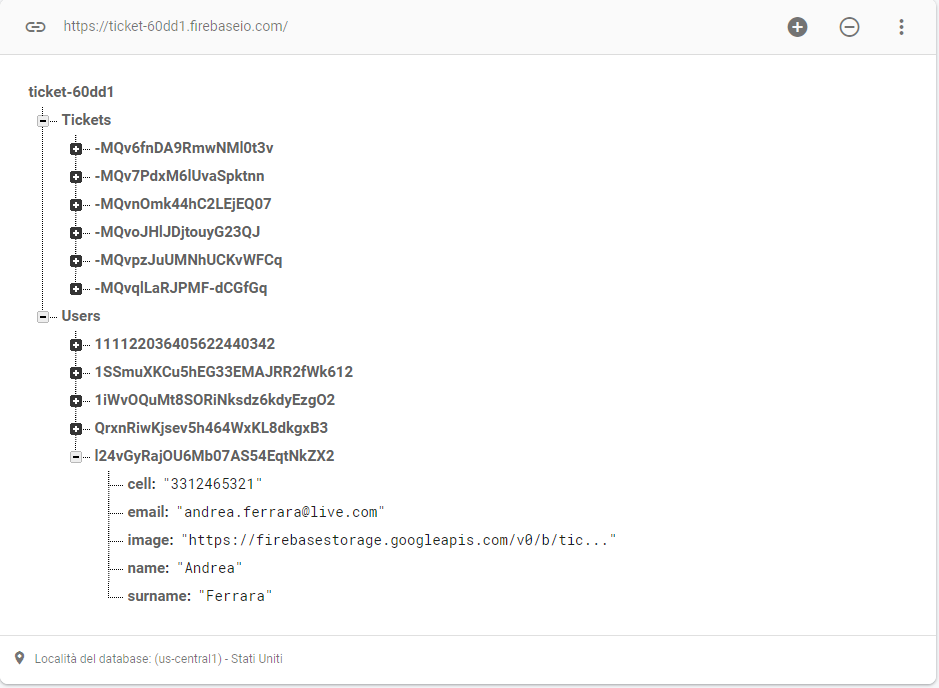 https://ticket-60dd1.firebaseio.com/
ticket-60dd1
Tickets
-MQv6fnDA9RmwNMl0t3v
-MQv7PdxM6lUvaSpktnn
-MQvnOmk44hC2LEjEQ07
-MQvoJHlJDjtouyG23QJ
-MQvpzJuUMNhUCKvWFCq
-MQvqlLaRJPMF-dCGfGq
Users
111122036405622440342
1SSmuXKCu5hEG33EMAJRR2fWk612
1iWvOQuMt8SORiNksdz6kdyEzgO2
QrxnRiwKjsev5h464WxKL8dkgxB3
l24vGyRajOU6Mb07AS54EqtNkZX2
cell: "3312465321"
email: "andrea.ferrara@live.com"
image: "https://firebasestorage.googleapis.com/v0/b/tic..."
name: "Andrea"
surname: "Ferrara"
Località del database: (us-central1) - Stati Uniti